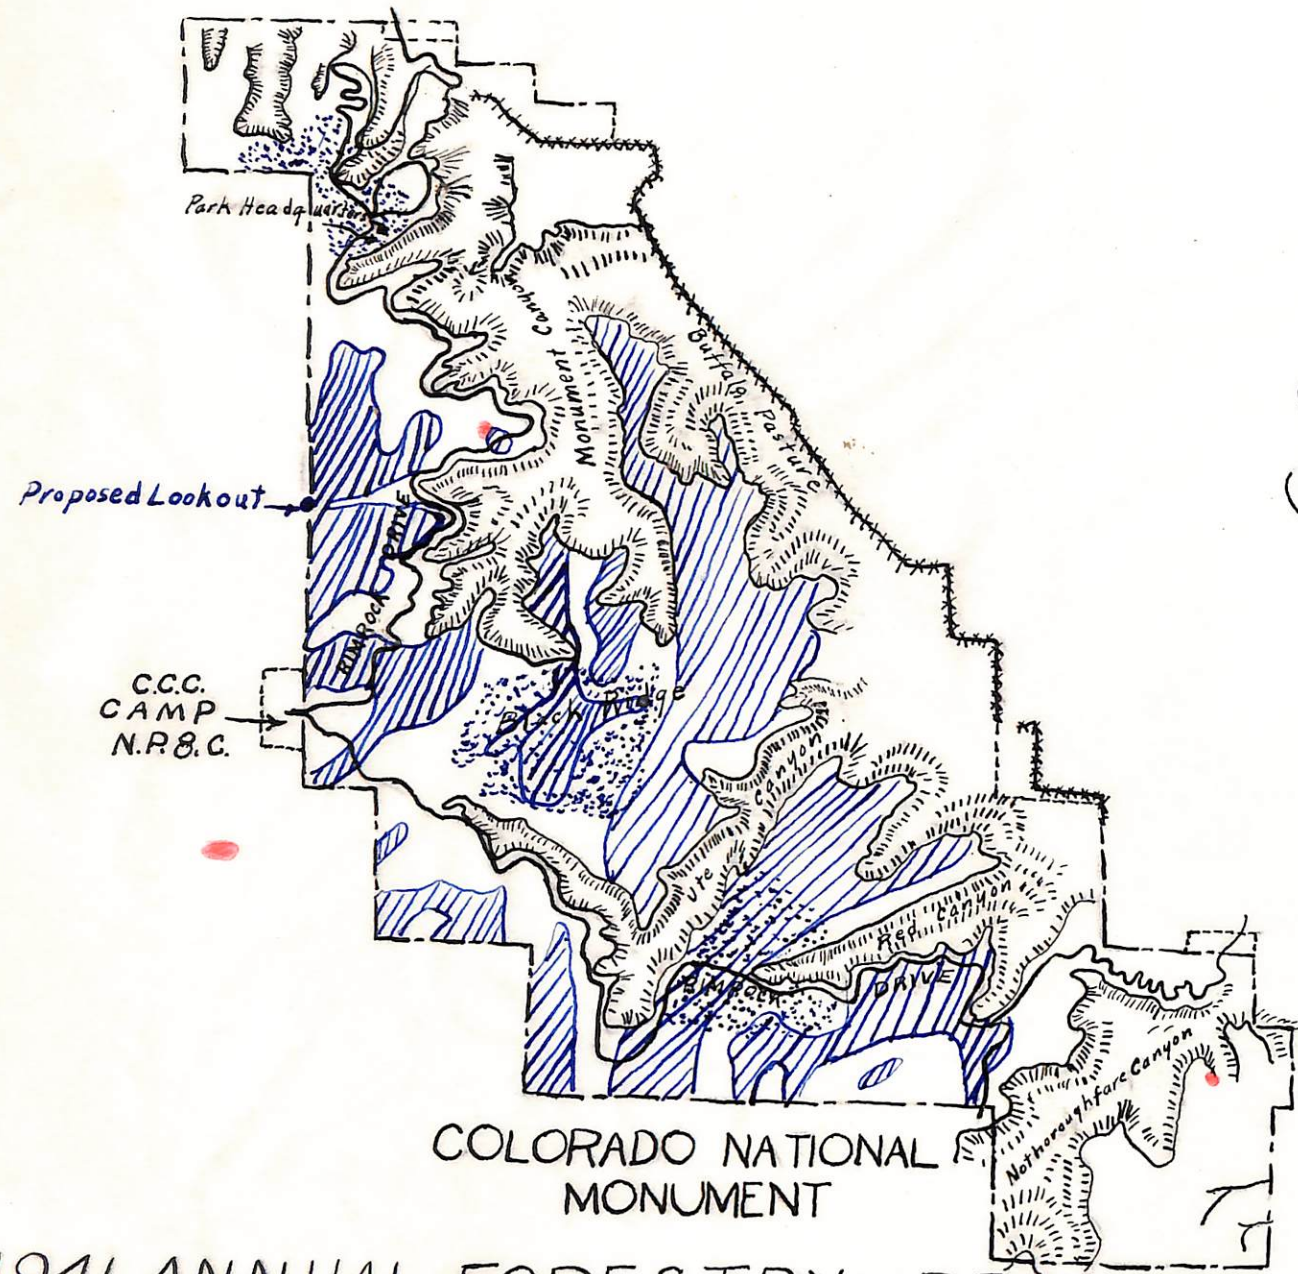 Park Headquarters
Monument Canyon
Buffalo Pasture
Proposed Lookout
RIMROCK DRIVE
C.C.C.
CAMP
N.P.8.C.
Black Ridge
Ute Canyon
Red Canyon
RIMROCK DRIVE
Nothoroughfare Canyon
COLORADO NATIONAL
MONUMENT
ANNUAL FORESTRY